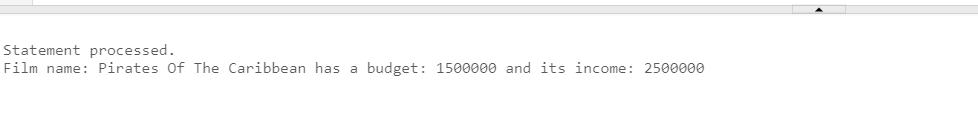 Statement processed.
Film name: Pirates Of The Caribbean has a budget: 1500000 and its income: 2500000